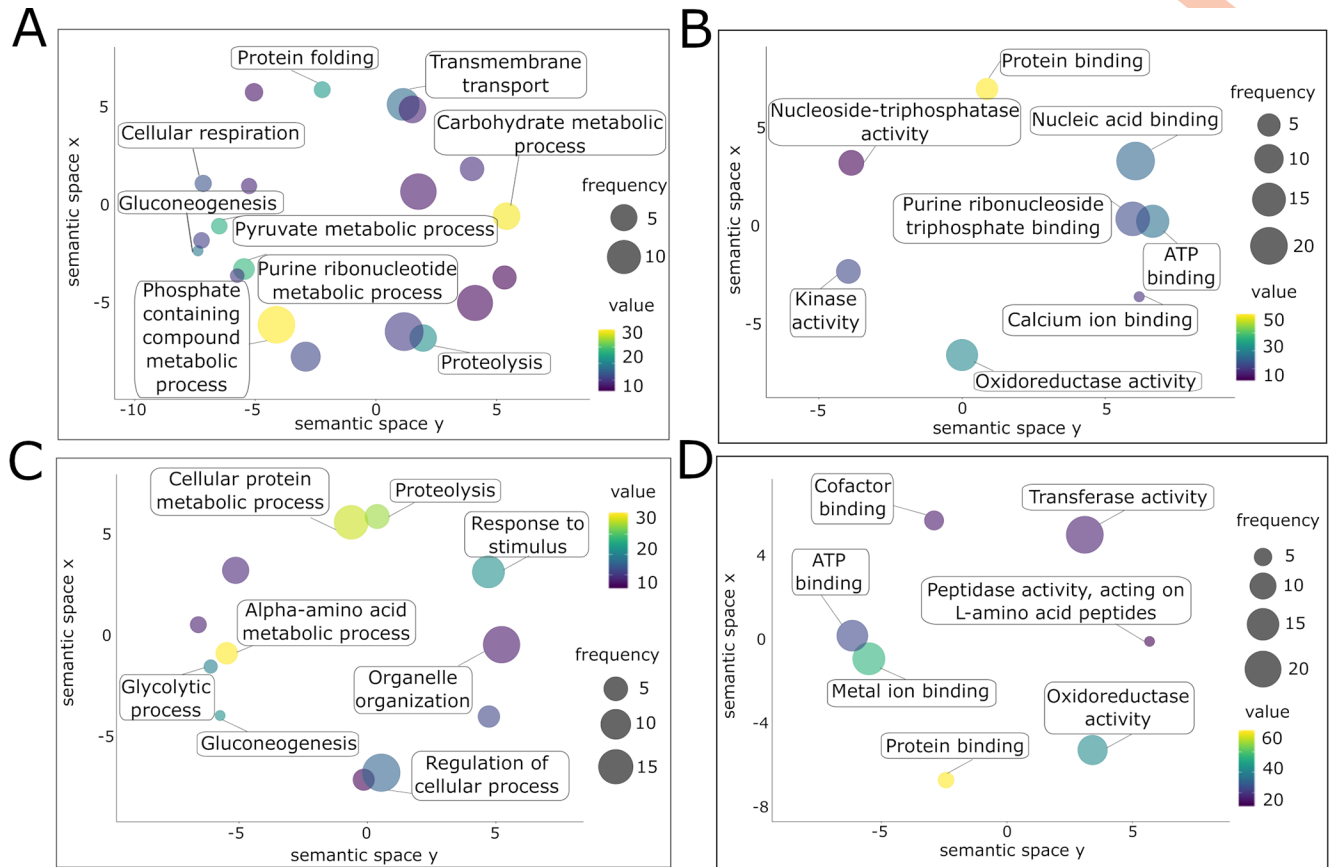 A
Protein folding
Transmembrane
transport
Carbohydrate metabolic
process
Cellular respiration
Gluconeogenesis
Pyruvate metabolic process
Purine ribonucleotide
metabolic process
Phosphate
containing
compound
metabolic
process
Proteolysis
5
0
-5
-10
-5
0
5
semantic space x
semantic space y
frequency
5
10
value
30
20
10
B
Protein binding
Nucleoside-triphosphatase
activity
Nucleic acid binding
Purine ribonucleoside
triphosphate binding
ATP
binding
Kinase
activity
Calcium ion binding
Oxidoreductase activity
5
0
-5
-5
0
5
semantic space x
semantic space y
frequency
5
10
15
20
value
50
30
10
C
Cellular protein
metabolic process
Proteolysis
Response to
stimulus
Alpha-amino acid
metabolic process
Glycolytic
process
Organelle
organization
Gluconeogenesis
Regulation of
cellular process
5
0
-5
-5
0
5
semantic space x
semantic space y
value
30
20
10
frequency
5
10
15
D
Cofactor
binding
Transferase activity
ATP
binding
Peptidase activity, acting on
L-amino acid peptides
Metal ion binding
Oxidoreductase
activity
Protein binding
4
0
-4
-8
-5
0
5
semantic space x
semantic space y
frequency
5
10
15
20
value
60
40
20